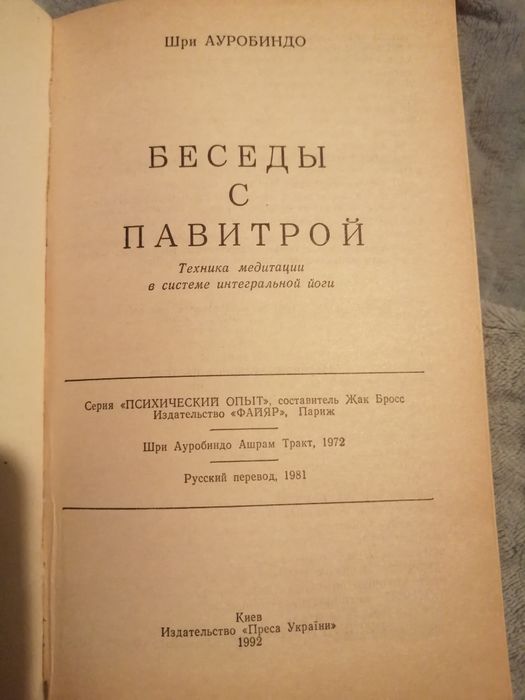 Шри АУРОБИНДО
БЕСЕДЫ
С
ПАВИТРОЙ
Техника медитации
в системе интегральной йоги
Серия «ПСИХИЧЕСКИЙ ОПЫТ», составитель Жак Бросс
Издательство «ФАЙЯР», Париж
Шри Ауробиндо Ашрам Тракт, 1972
Русский перевод, 1981
Киев
Издательство «Преса України»
1992